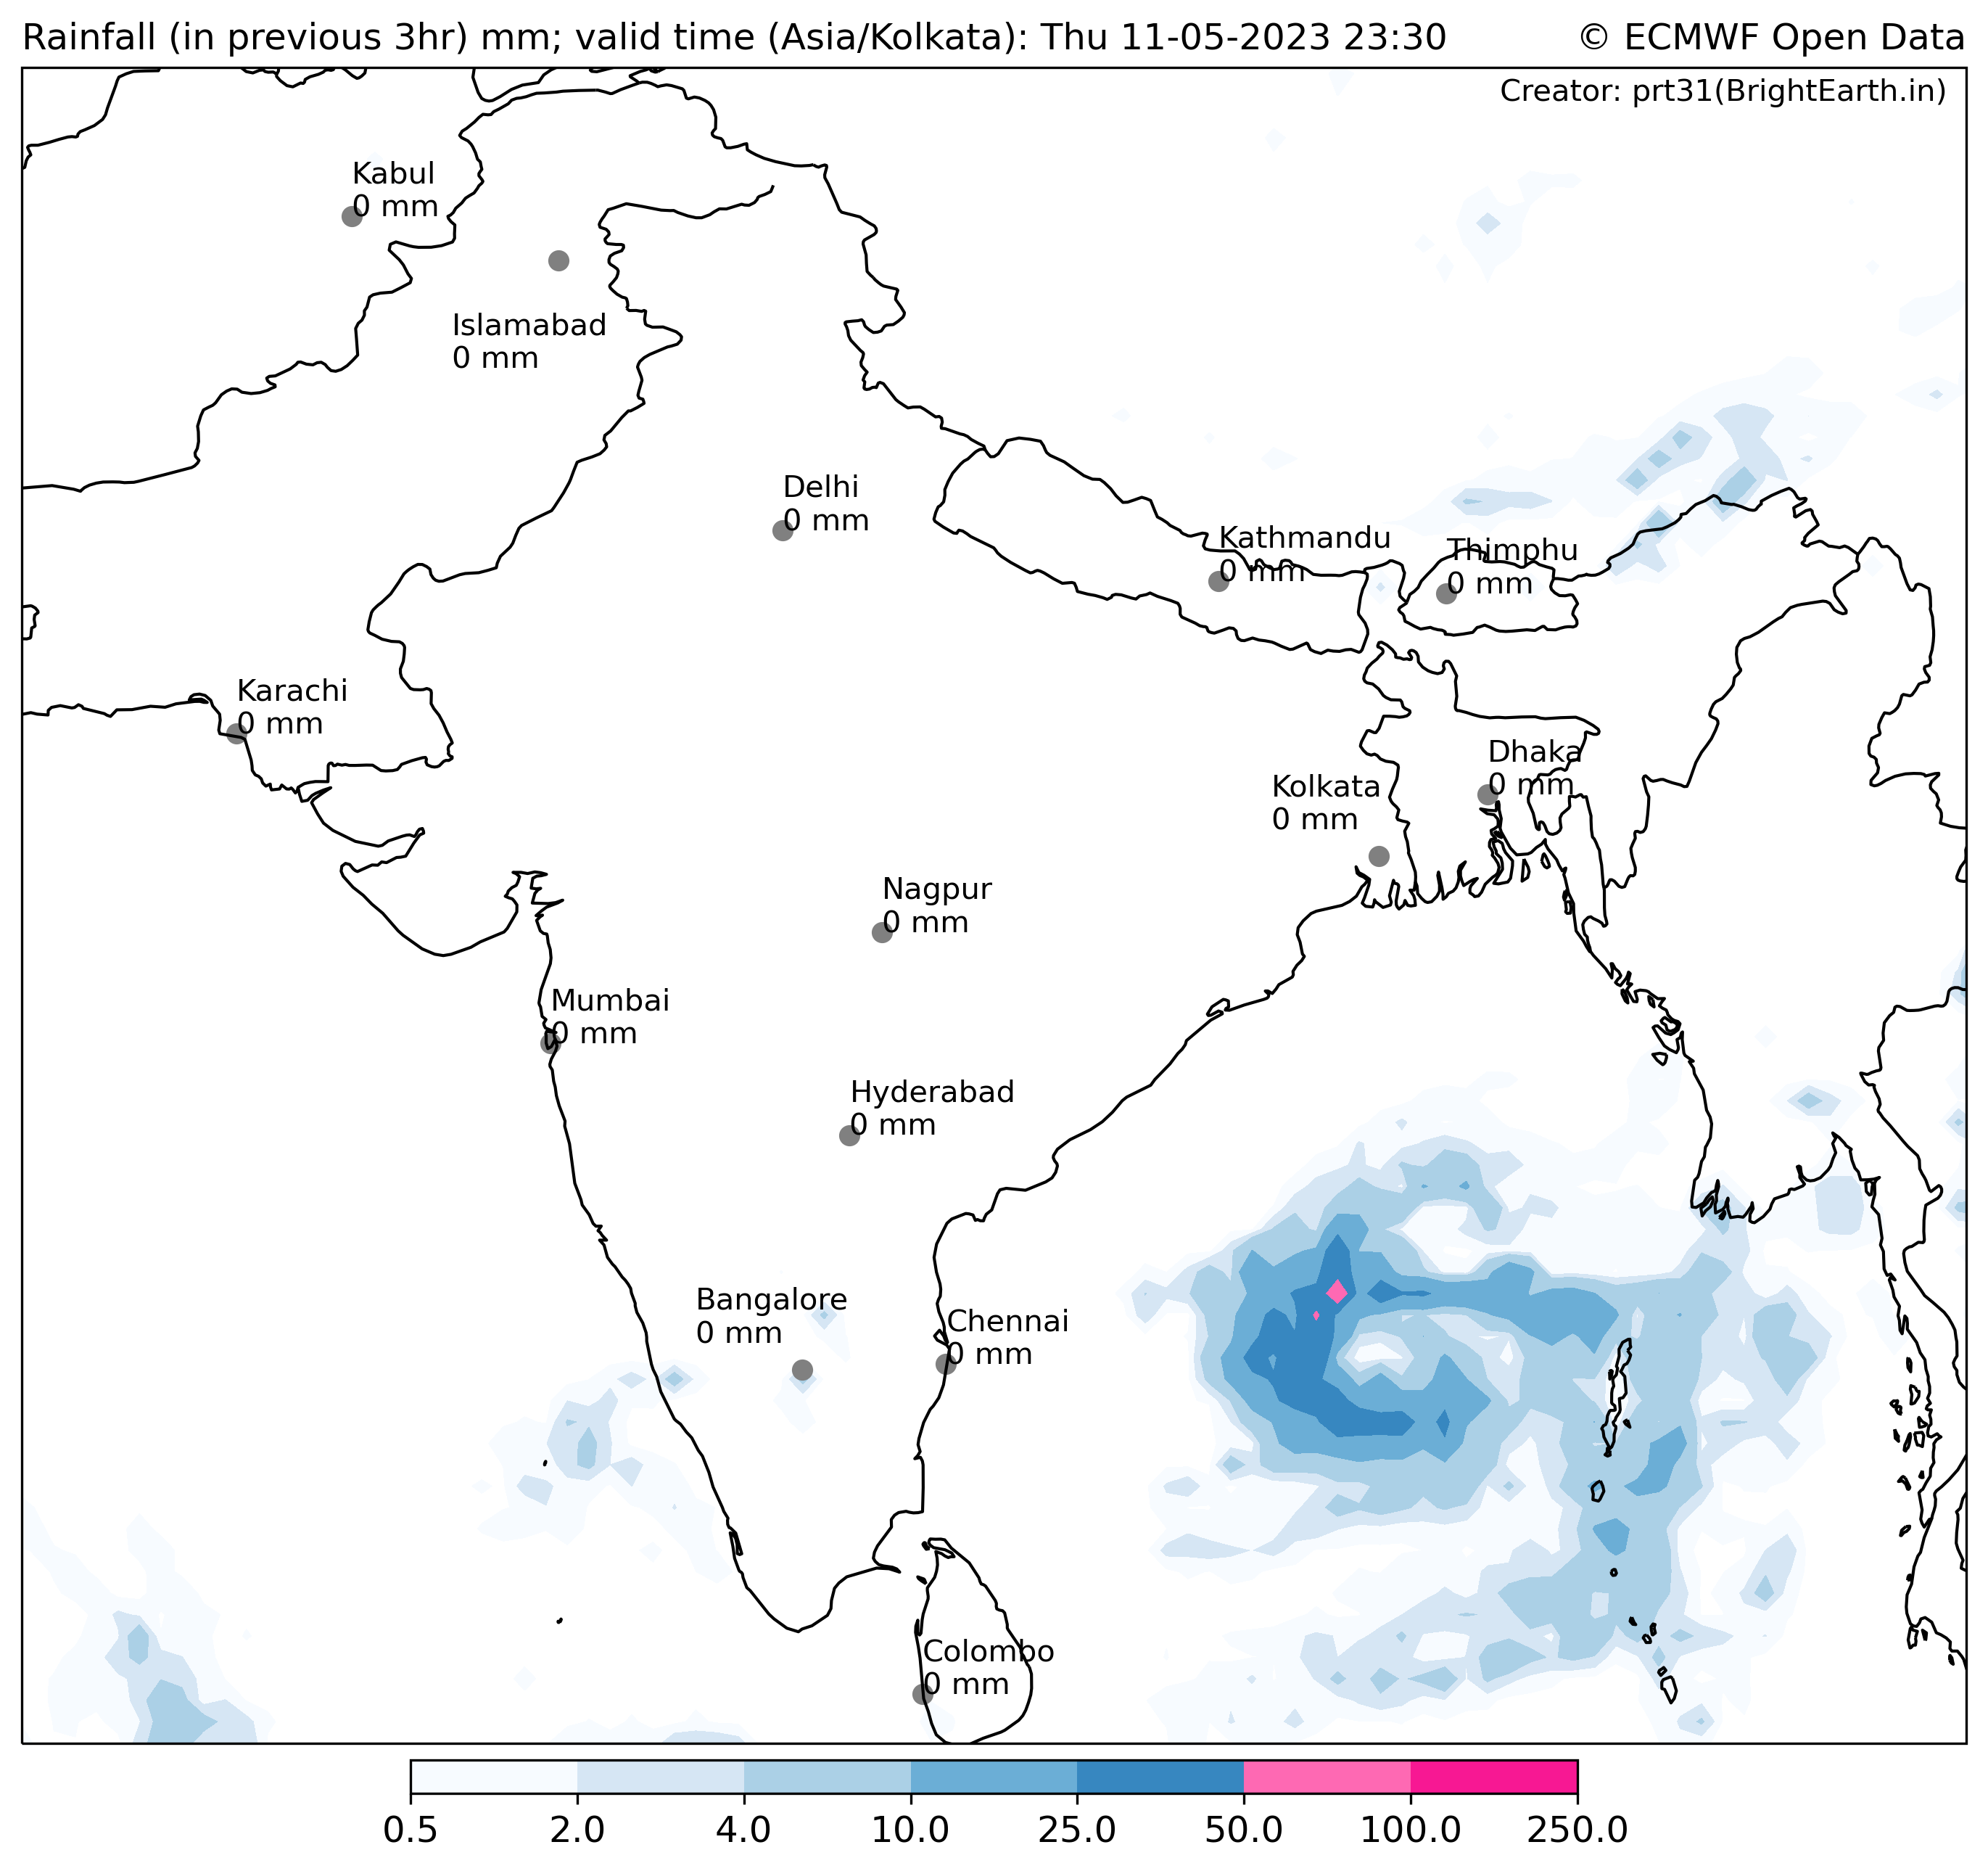 Rainfall (in previous 3hr) mm; valid time (Asia/Kolkata): Thu 11-05-2023 23:30
© ECMWF Open Data
Creator: prt31(BrightEarth.in)
Kabul
0 mm
Islamabad
0 mm
Delhi
0 mm
Kathmandu
0 mm
Thimphu
0 mm
Karachi
0 mm
Dhaka
0 mm
Kolkata
0 mm
Nagpur
0 mm
Mumbai
0 mm
Hyderabad
0 mm
Bangalore
0 mm
Chennai
0 mm
Colombo
0 mm
0.5 2.0 4.0 10.0 25.0 50.0 100.0 250.0